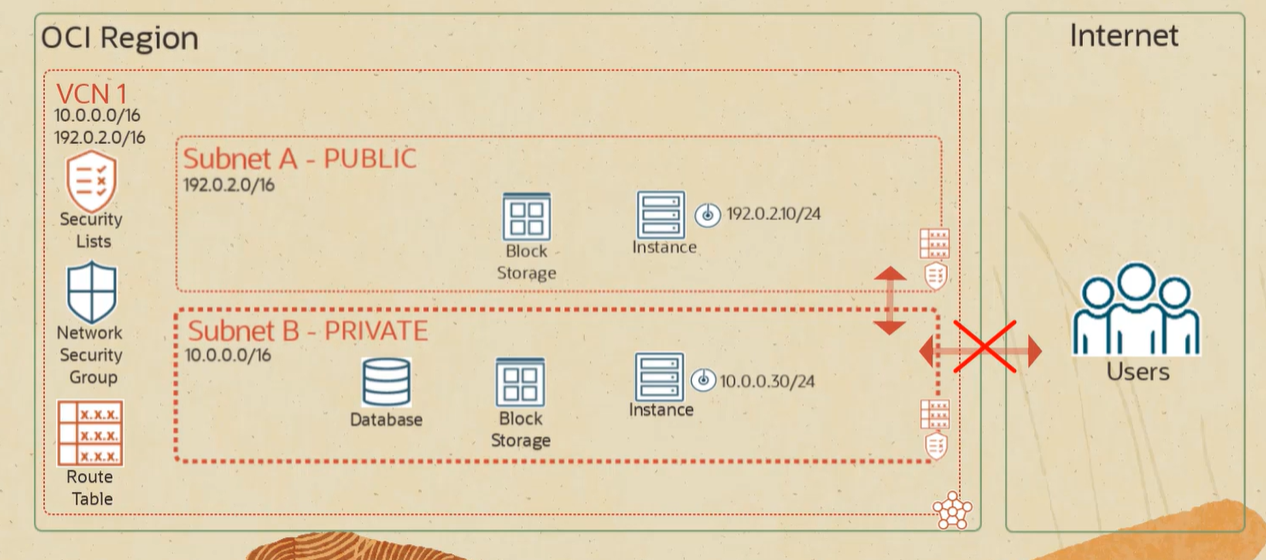 OCI Region
Internet
VCN 1
10.0.0.0/16
192.0.2.0/16
Security
Lists
Network
Security
Group
x.x.x.
x.x.x.
x.x.x.
Route
Table
Subnet A - PUBLIC
192.0.2.0/16
Block
Storage
Instance
192.0.2.10/24
Subnet B - PRIVATE
10.0.0.0/16
Database
Block
Storage
Instance
10.0.0.30/24
Users